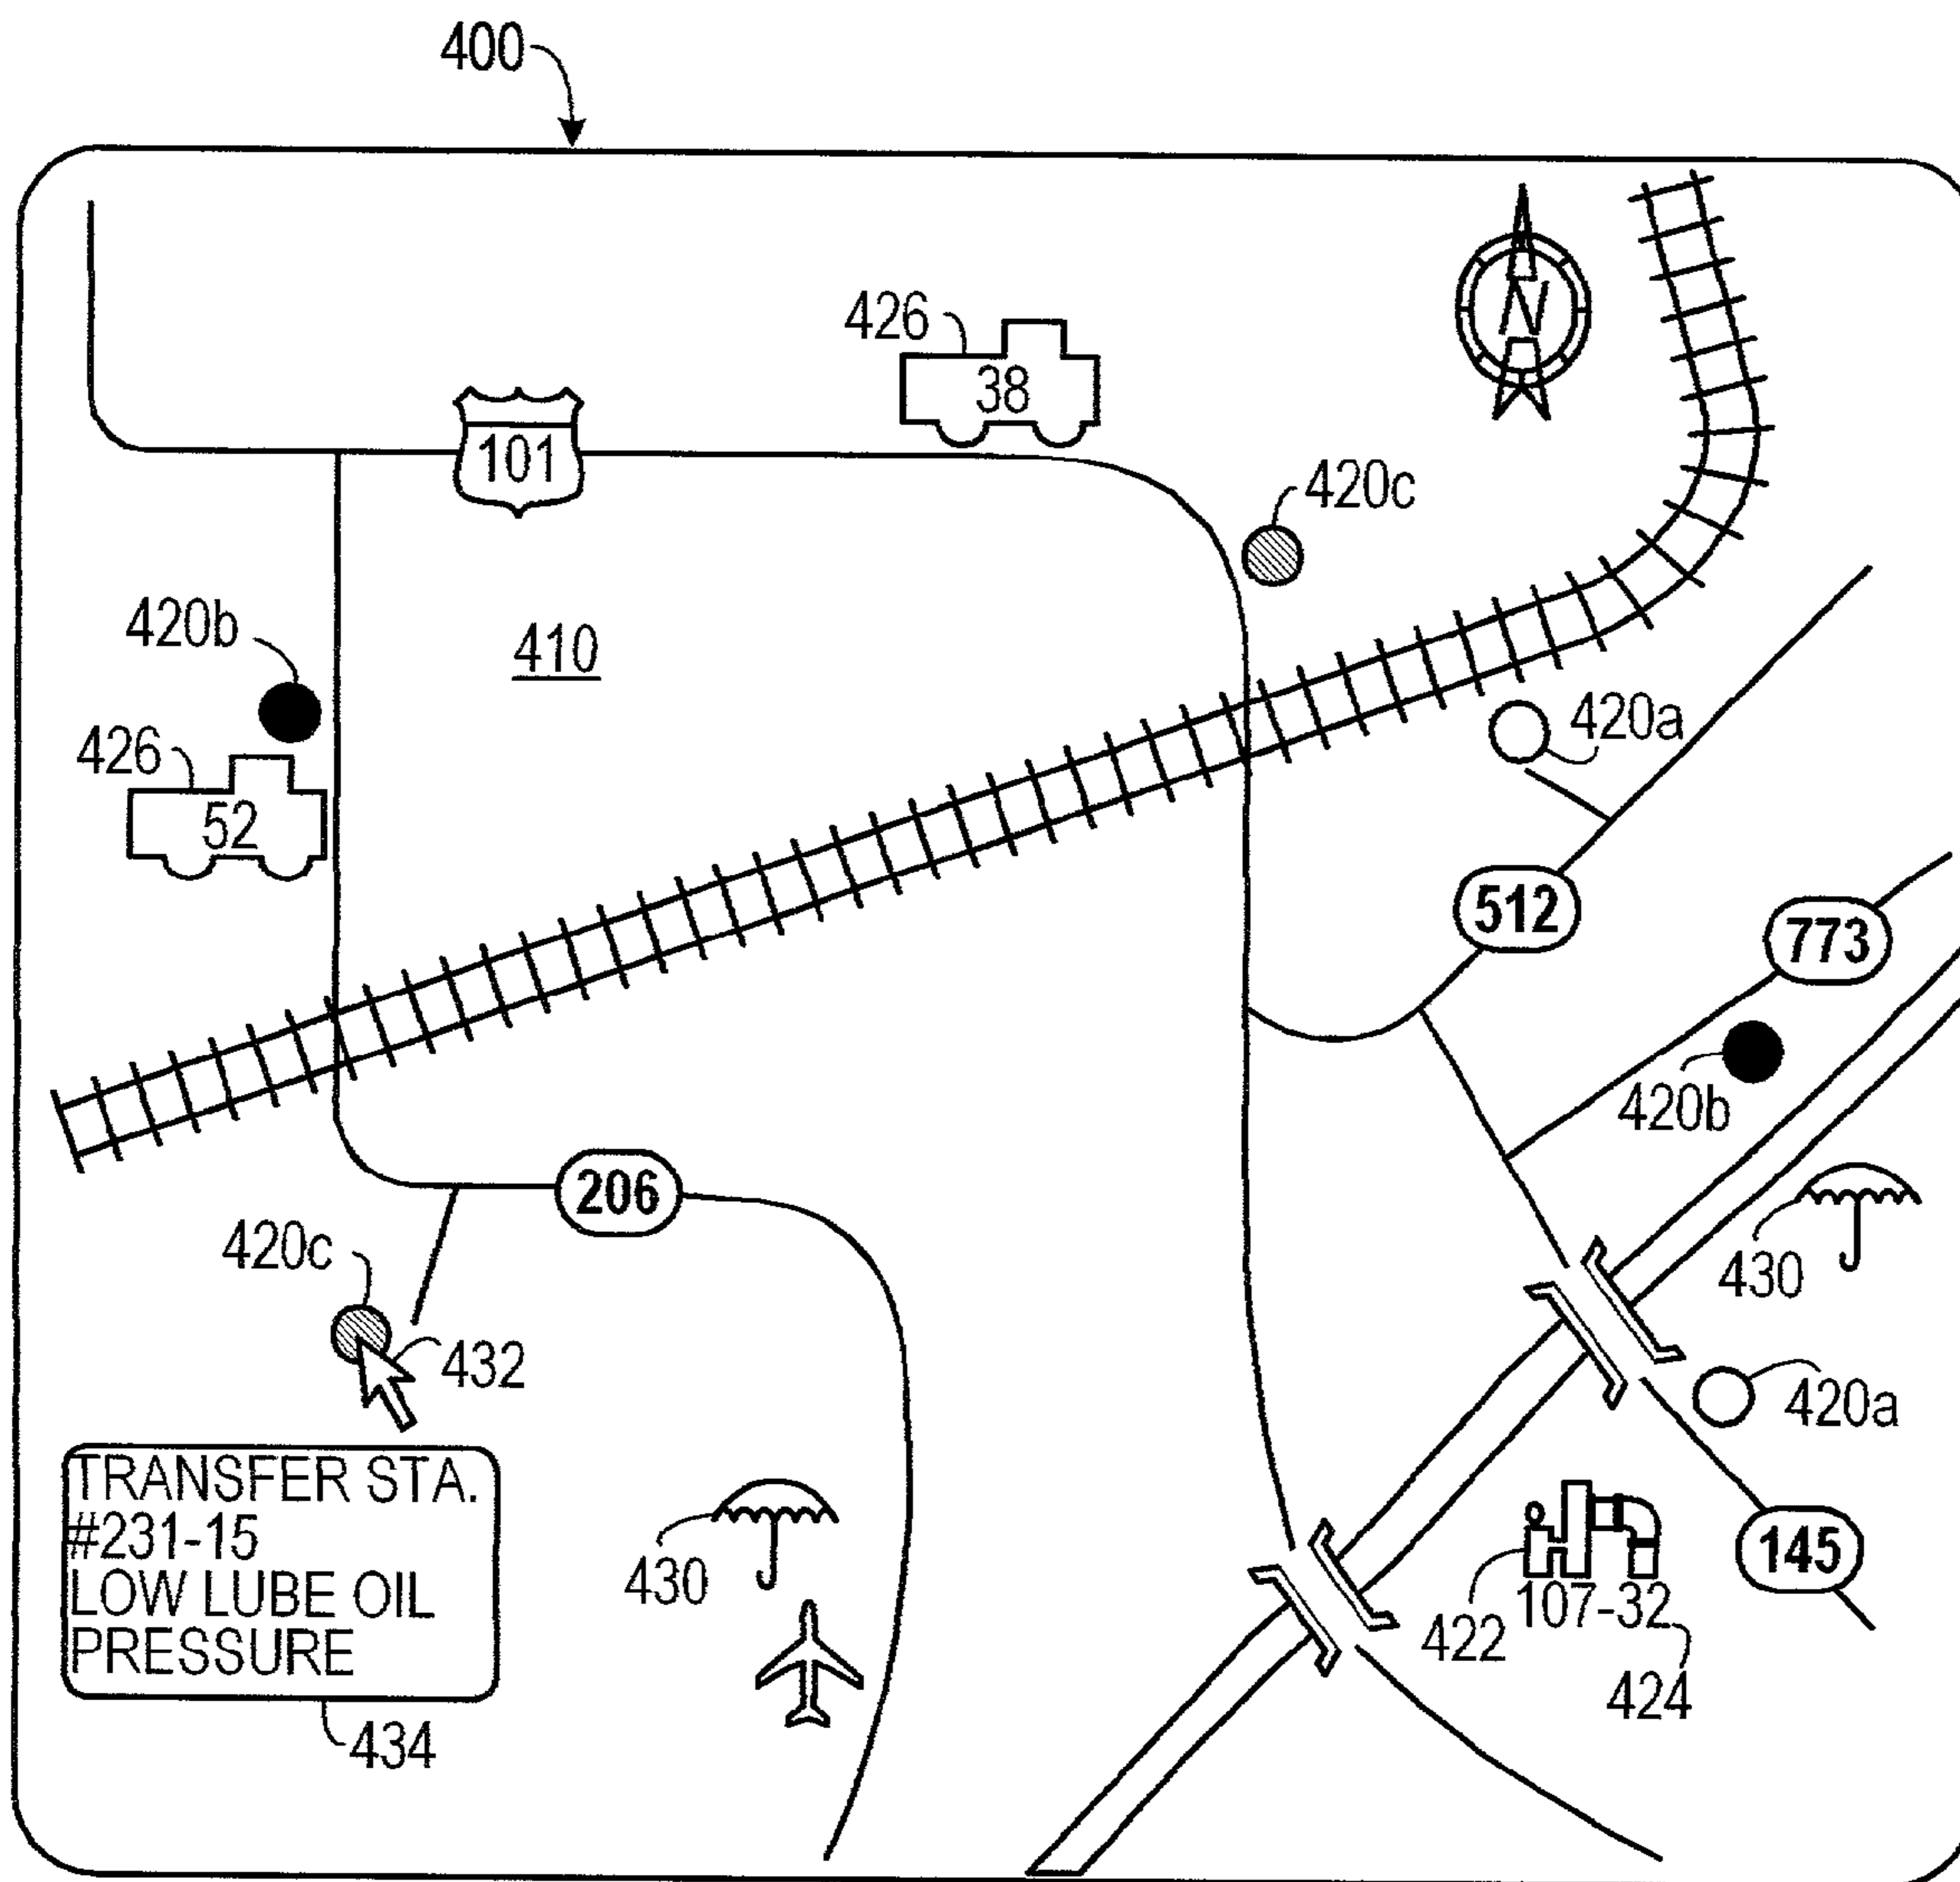 400
N
426
38
101
420c
420b
410
420a
426
52
512
773
420b
206
420c
430
432
420a
TRANSFER STA.
#231-15
LOW LUBE OIL
PRESSURE
430
145
107-32
422
424
434